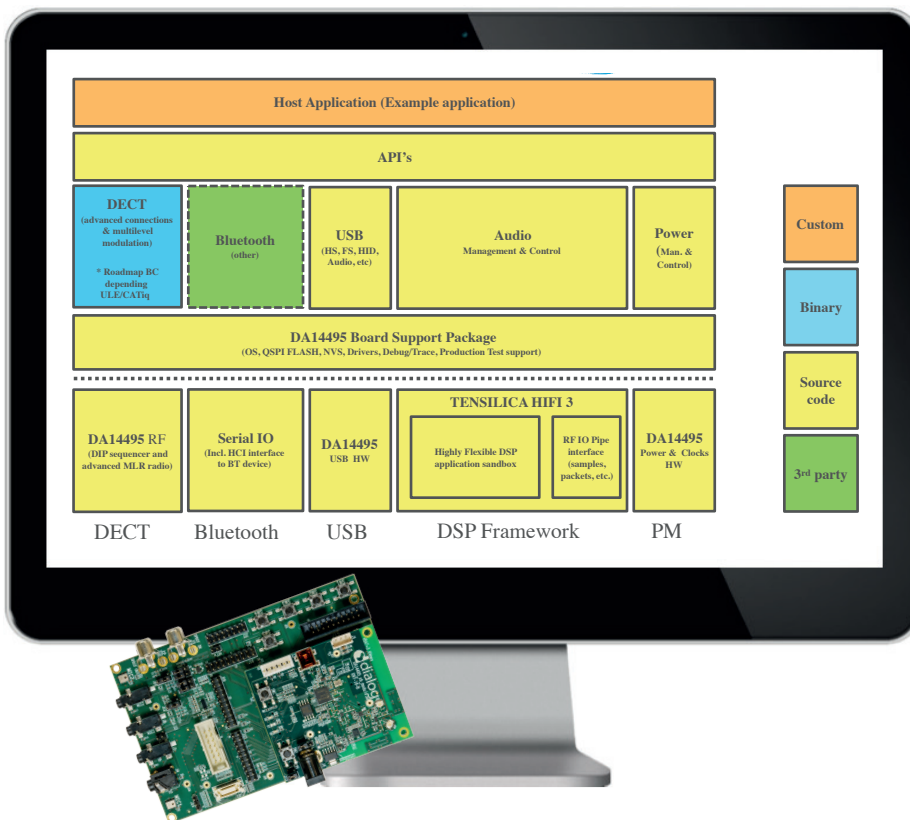 Host Application (Example application)
API's
DECT
(advanced connections
& multilevel
modulation)
* Roadmap BC
depending
ULE/CATiq
Bluetooth
(other)
USB
(HS, FS, HID,
Audio, etc)
Audio
Management & Control
Power
(Man. &
Control)
DA14495 Board Support Package
(OS, QSPI FLASH, NVS, Drivers, Debug/Trace, Production Test support)
DA14495 RF
(DIP sequencer and
advanced MLR radio)
Serial IO
(Incl. HCI interface
to BT device)
DA14495
USB HW
TENSILICA HIFI 3
Highly Flexible DSP
application sandbox
RF IO Pipe
interface
(samples,
packets, etc.)
DA14495
Power & Clocks
HW
DECT
Bluetooth
USB
DSP Framework
PM
Custom
Binary
Source
code
3rd party
dialog